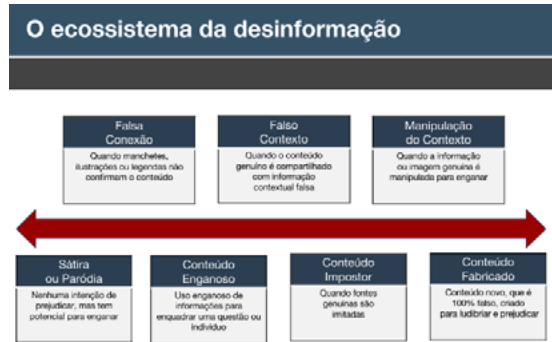 O ecossistema da desinformação
Falsa
Conexão
Quando manchetes,
ilustrações ou legendas não
confirmam o conteúdo
Falso
Contexto
Quando o conteúdo
genuíno é compartilhado
com informação
contextual falsa
Manipulação
do Contexto
Quando a informação
ou imagem genuína é
manipulada para enganar
Sátira
ou Paródia
Nenhuma intenção de
prejudicar, mas tem
potencial para enganar
Conteúdo
Enganoso
Uso enganoso de
informações para
enquadrar uma questão ou
indivíduo
Conteúdo
Impostor
Quando fontes
genuínas são
imitadas
Conteúdo
Fabricado
Conteúdo novo, que é
100% falso, criado
para ludibriar e prejudicar